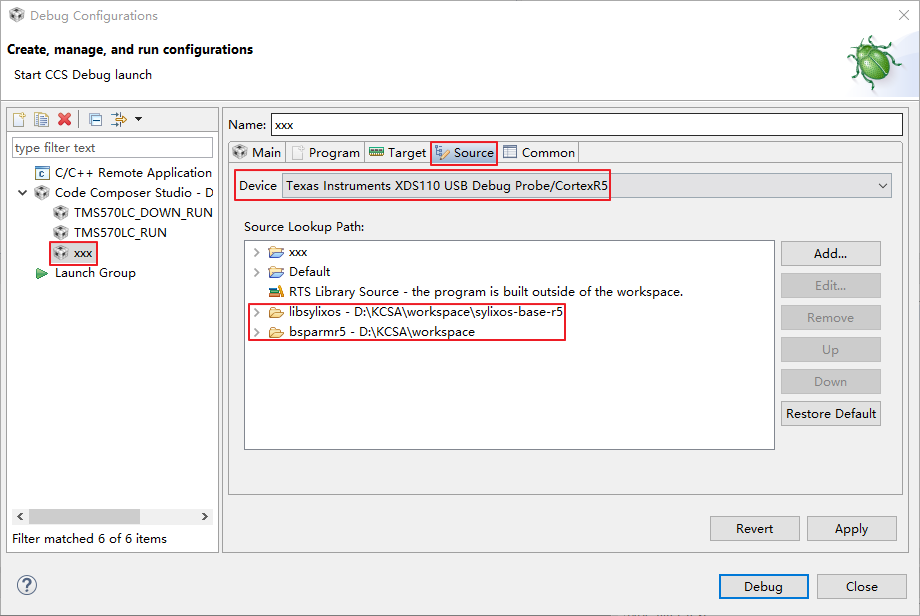 Debug Configurations
Create, manage, and run configurations
Start CCS Debug launch
type filter text
C/C++ Remote Application
Code Composer Studio - D
TMS570LC_DOWN_RUN
TMS570LC_RUN
xxx
Launch Group
Filter matched 6 of 6 items
Name: xxx
Main Program Target Source Common
Device Texas Instruments XDS110 USB Debug Probe/CortexR5
Source Lookup Path:
xxx
Default
RTS Library Source - the program is built outside of the workspace.
libsylixos - D:\KCSA\workspace\sylixos-base-r5
bsparmr5 - D:\KCSA\workspace
Add...
Edit...
Remove
Up
Down
Restore Default
Revert Apply
? Debug Close